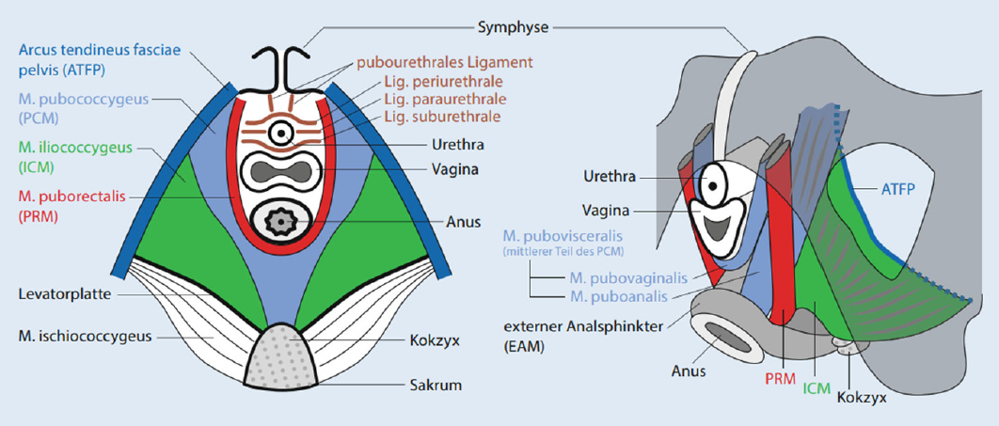 Symphyse
Arcus tendineus fasciae
pelvis (ATFP)
M. pubococcygeus
(PCM)
M. iliococcygeus
(ICM)
M. puborectalis
(PRM)
Levatorplatte
M. ischiococcygeus
pubourethrales Ligament
Lig. periurethrale
Lig. paraurethrale
Lig. suburethrale
Urethra
Vagina
Anus
Kokzyx
Sakrum
Urethra
Vagina
M. pubovisceralis
(mittlerer Teil des PCM)
M. pubovaginalis
M. puboanalis
externer Analsphinkter
(EAM)
Anus
PRM
ICM
Kokzyx
ATFP